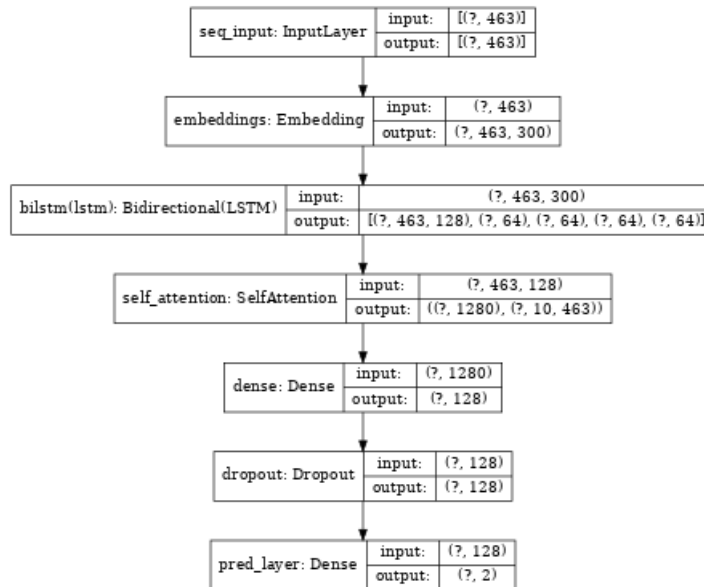 seq_input: InputLayer
input: [(?, 463)]
output: [(?, 463)]
embeddings: Embedding
input: (?, 463)
output: (?, 463, 300)
bilstm(lstm): Bidirectional(LSTM)
input: (?, 463, 300)
output: [(?, 463, 128), (?, 64), (?, 64), (?, 64), (?, 64)]
self_attention: SelfAttention
input: (?, 463, 128)
output: ((?, 1280), (?, 10, 463))
dense: Dense
input: (?, 1280)
output: (?, 128)
dropout: Dropout
input: (?, 128)
output: (?, 128)
pred_layer: Dense
input: (?, 128)
output: (?, 2)